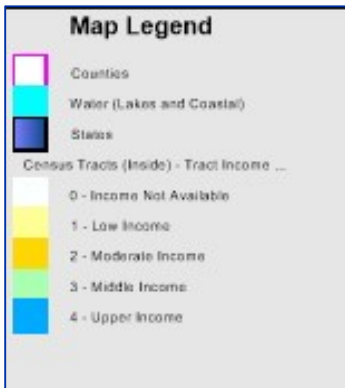 Map Legend
Counties
Water (Lakes and Coastal)
States
Census Tracts (Inside) - Tract Income ...
0 - Income Not Available
1 - Low Income
2 - Moderate Income
3 - Middle Income
4 - Upper Income